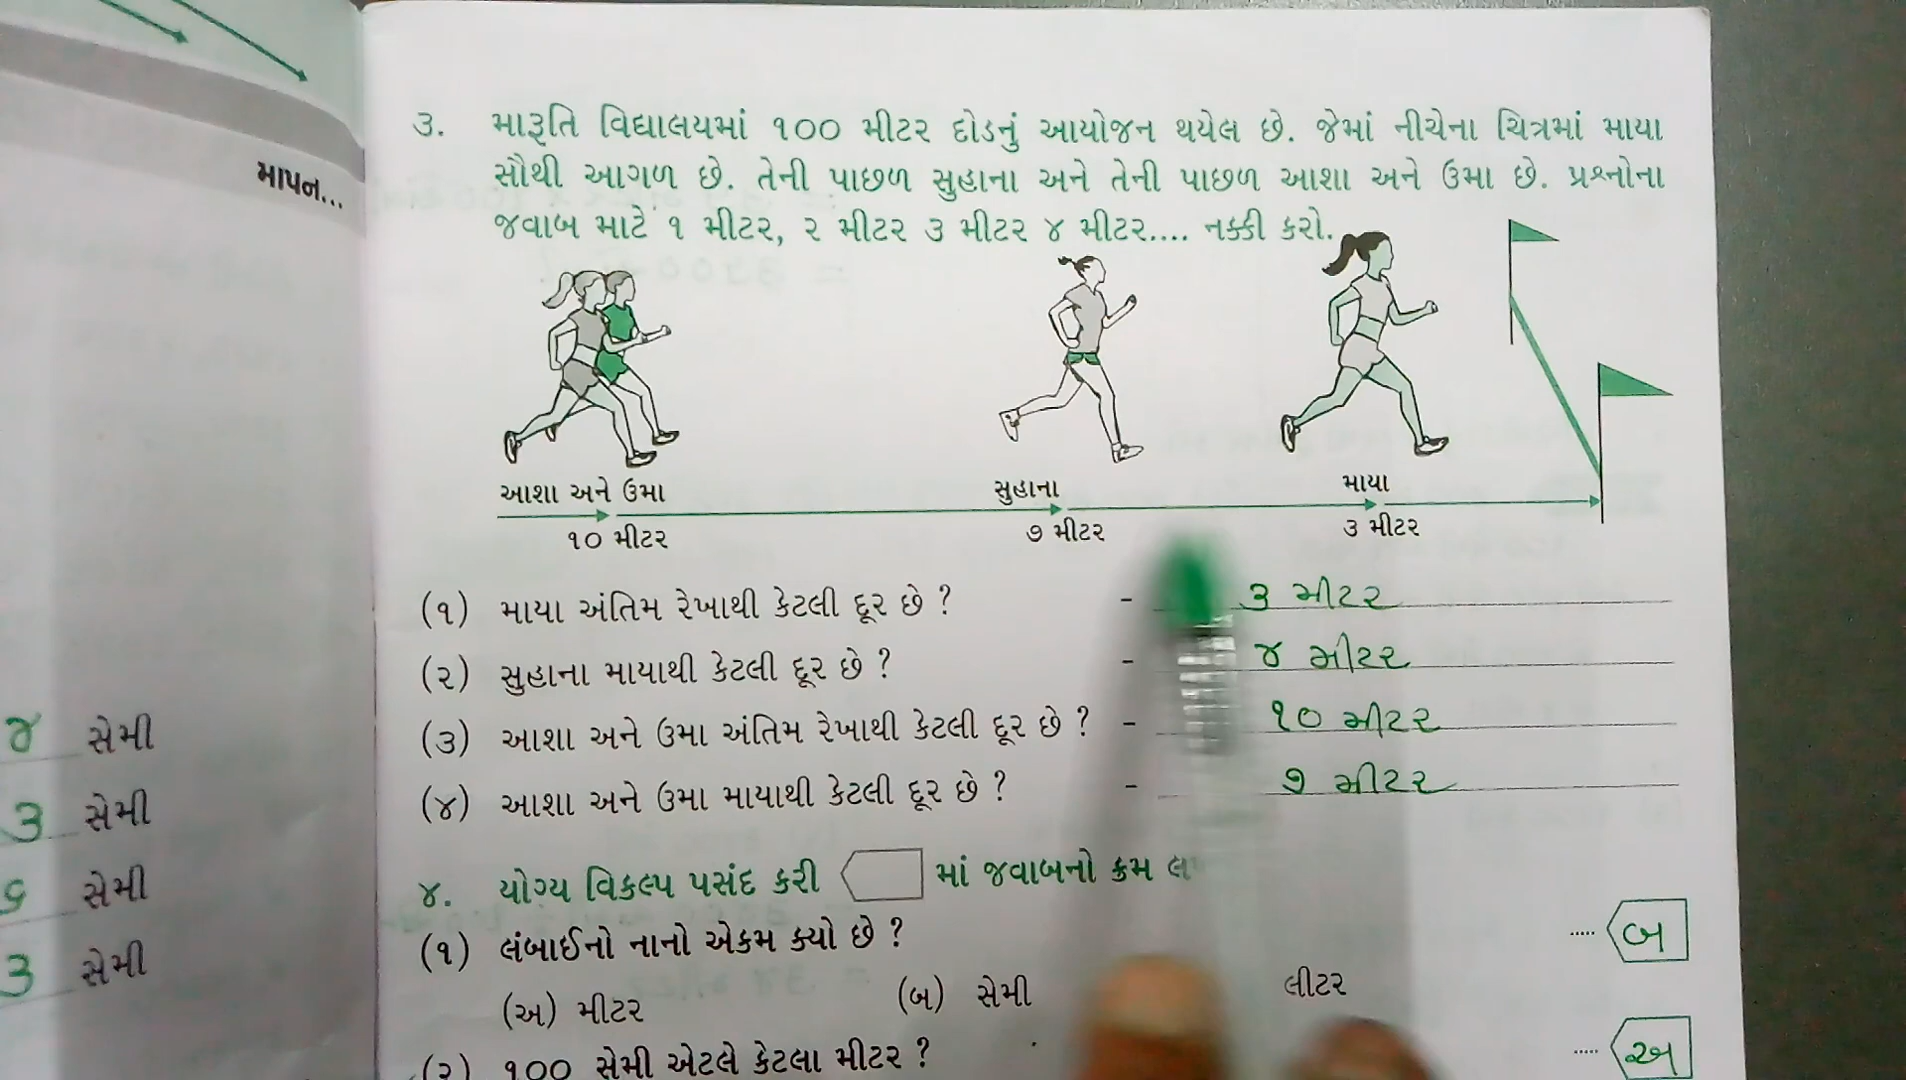 માપન...
૪ સેમી
૩ સેમી
૬ સેમી
૩ સેમી
૩. મારૂતિ વિદ્યાલયમાં ૧૦૦ મીટર દોડનું આયોજન થયેલ છે. જેમાં નીચેના ચિત્રમાં માયા
સૌથી આગળ છે. તેની પાછળ સુહાના અને તેની પાછળ આશા અને ઉમા છે. પ્રશ્નોના
જવાબ માટે ૧ મીટર, ૨ મીટર ૩ મીટર ૪ મીટર.... નક્કી કરો.
આશા અને ઉમા સુહાના માયા
૧૦ મીટર ૭ મીટર ૩ મીટર
(૧) માયા અંતિમ રેખાથી કેટલી દૂર છે ? - ૩ મીટર
(૨) સુહાના માયાથી કેટલી દૂર છે ? - ૪ મીટર
(૩) આશા અને ઉમા અંતિમ રેખાથી કેટલી દૂર છે ? - ૧૦ મીટર
(૪) આશા અને ઉમા માયાથી કેટલી દૂર છે ? - ૭ મીટર
૪. યોગ્ય વિકલ્પ પસંદ કરી માં જવાબનો ક્રમ
(૧) લંબાઈનો નાનો એકમ ક્યો છે ? ..... બ
(અ) મીટર (બ) સેમી લીટર
(૨) ૧૦૦ સેમી એટલે કેટલા મીટર ? ..... અ